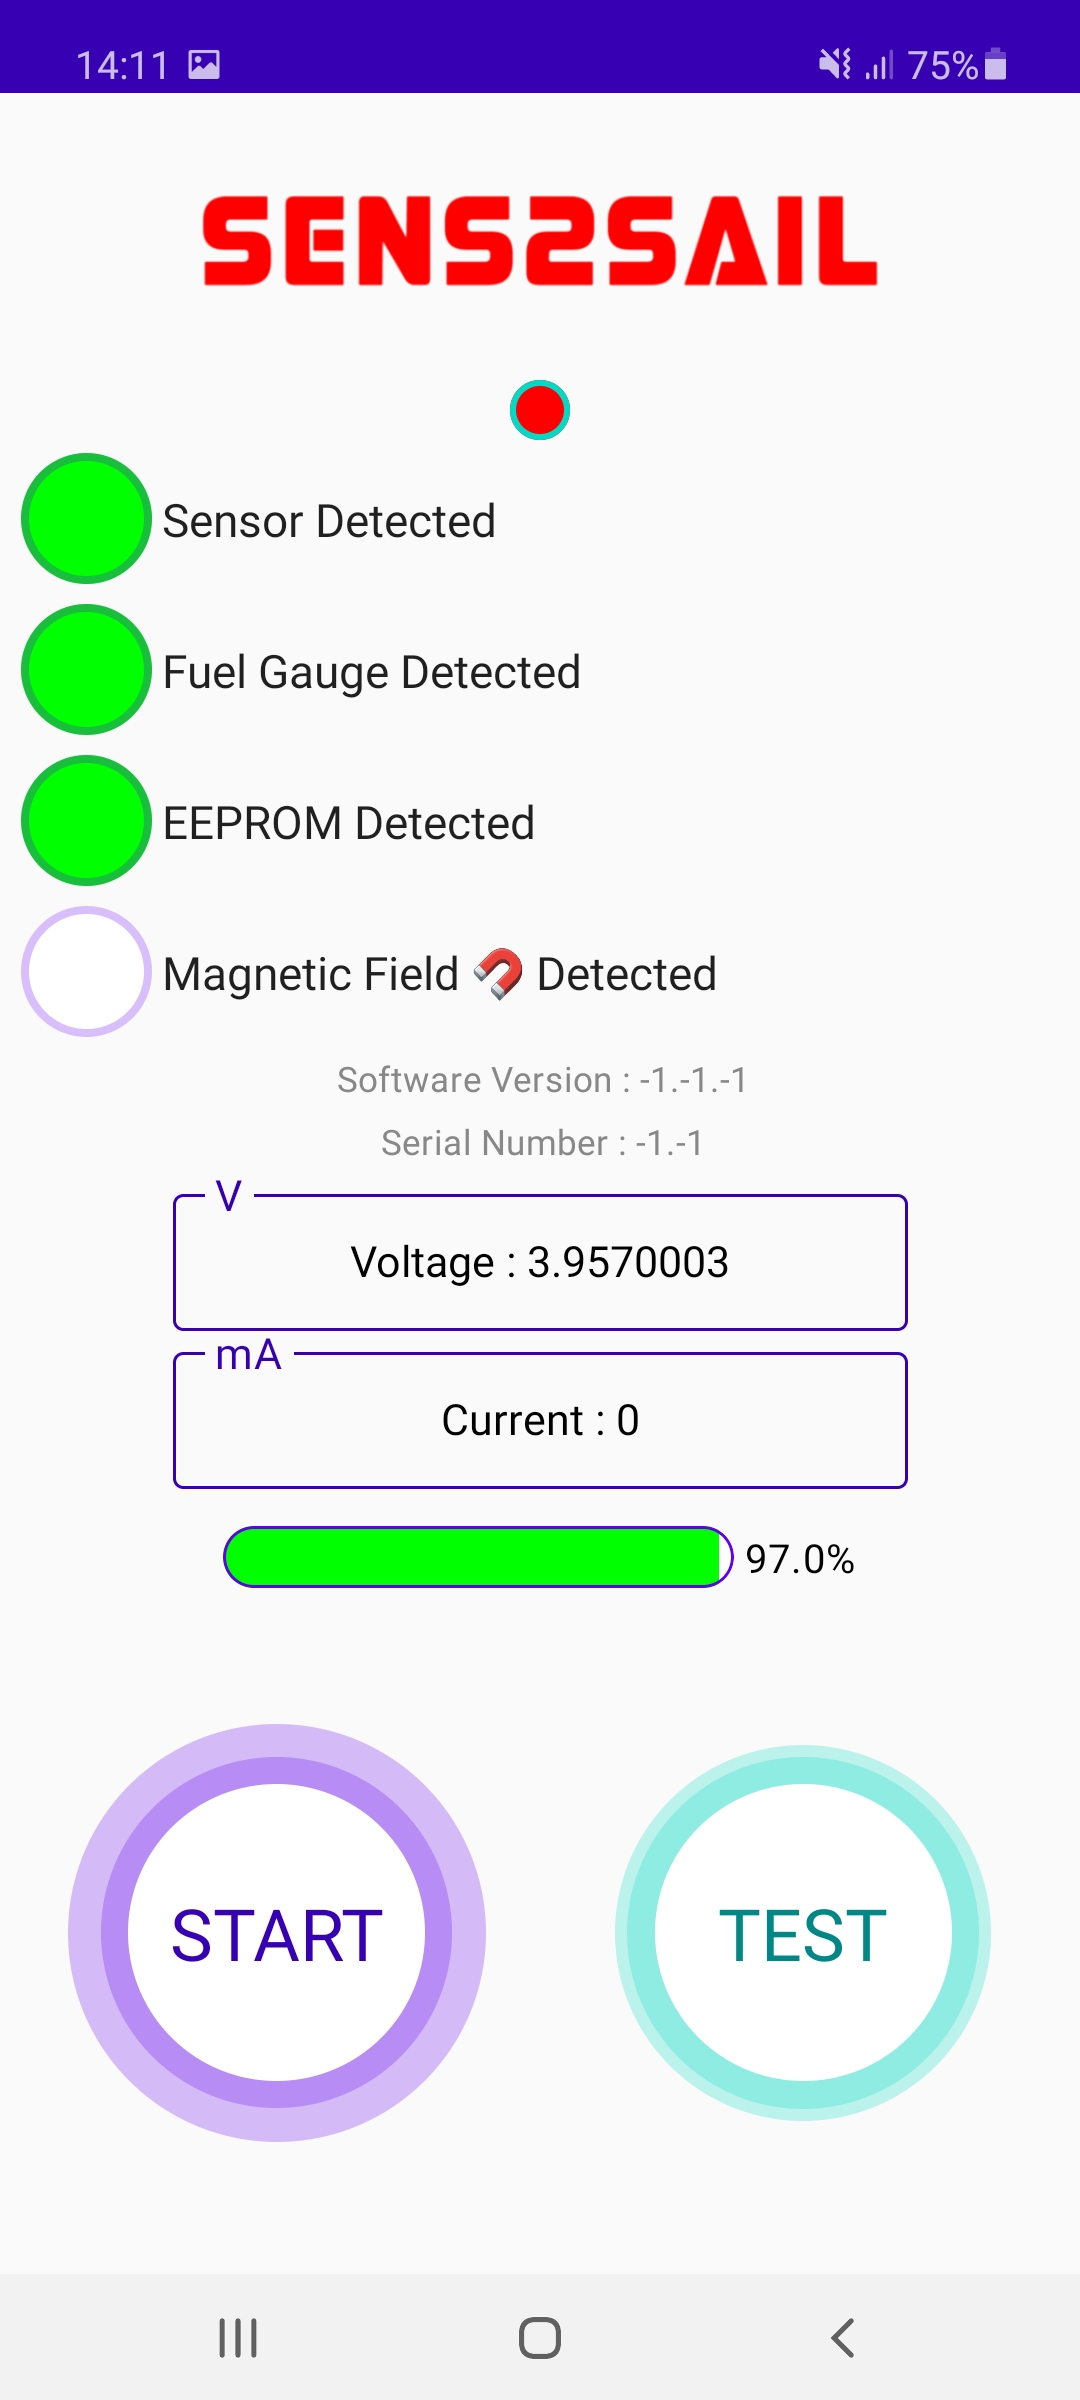 14:11 75%
SENS2SAIL
Sensor Detected
Fuel Gauge Detected
EEPROM Detected
Magnetic Field 🧲 Detected
Software Version : -1.-1.-1
Serial Number : -1.-1
V
Voltage : 3.9570003
mA
Current : 0
97.0%
START TEST